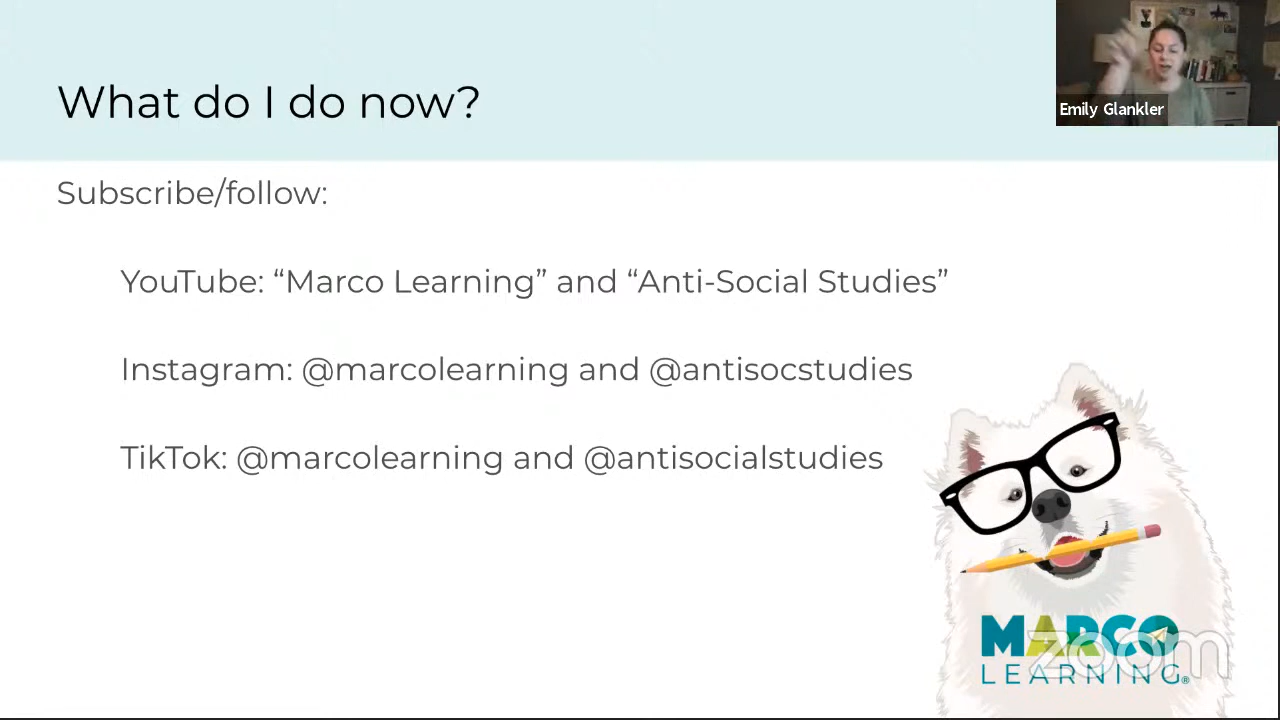 Emily Glankler
What do I do now?
Subscribe/follow:
YouTube: “Marco Learning” and “Anti-Social Studies”
Instagram: @marcolearning and @antisocstudies
TikTok: @marcolearning and @antisocialstudies
MARCO
zoom
LEARNING®